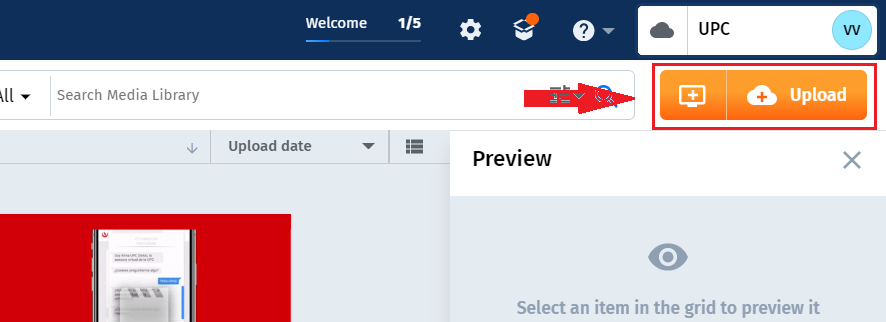 Welcome 1/5
UPC VV
All Search Media Library
Upload
Upload date
Preview
Select an item in the grid to preview it